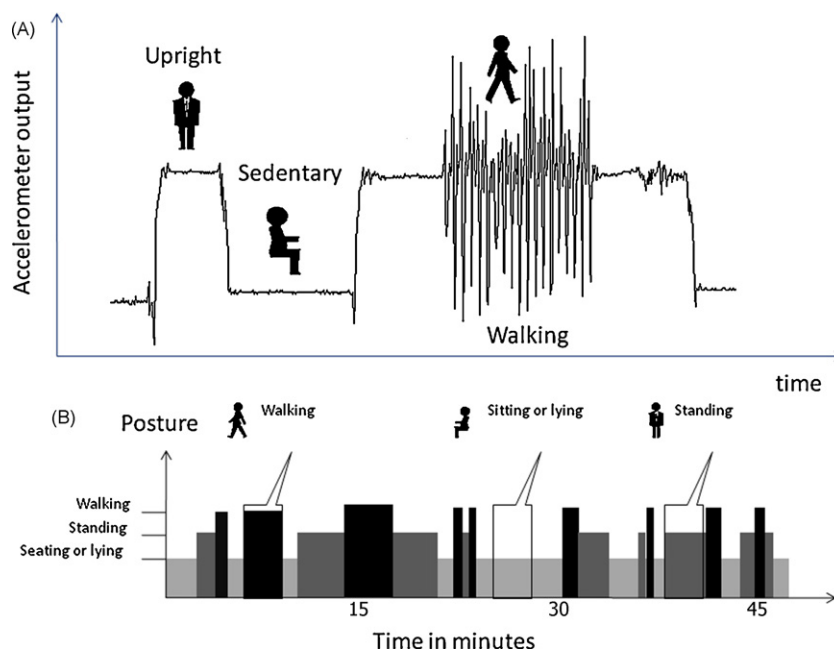 (A)
Upright
Sedentary
Accelerometer output
Walking
time
(B)
Posture
Walking
Sitting or lying
Standing
Walking
Standing
Seating or lying
15
30
45
Time in minutes